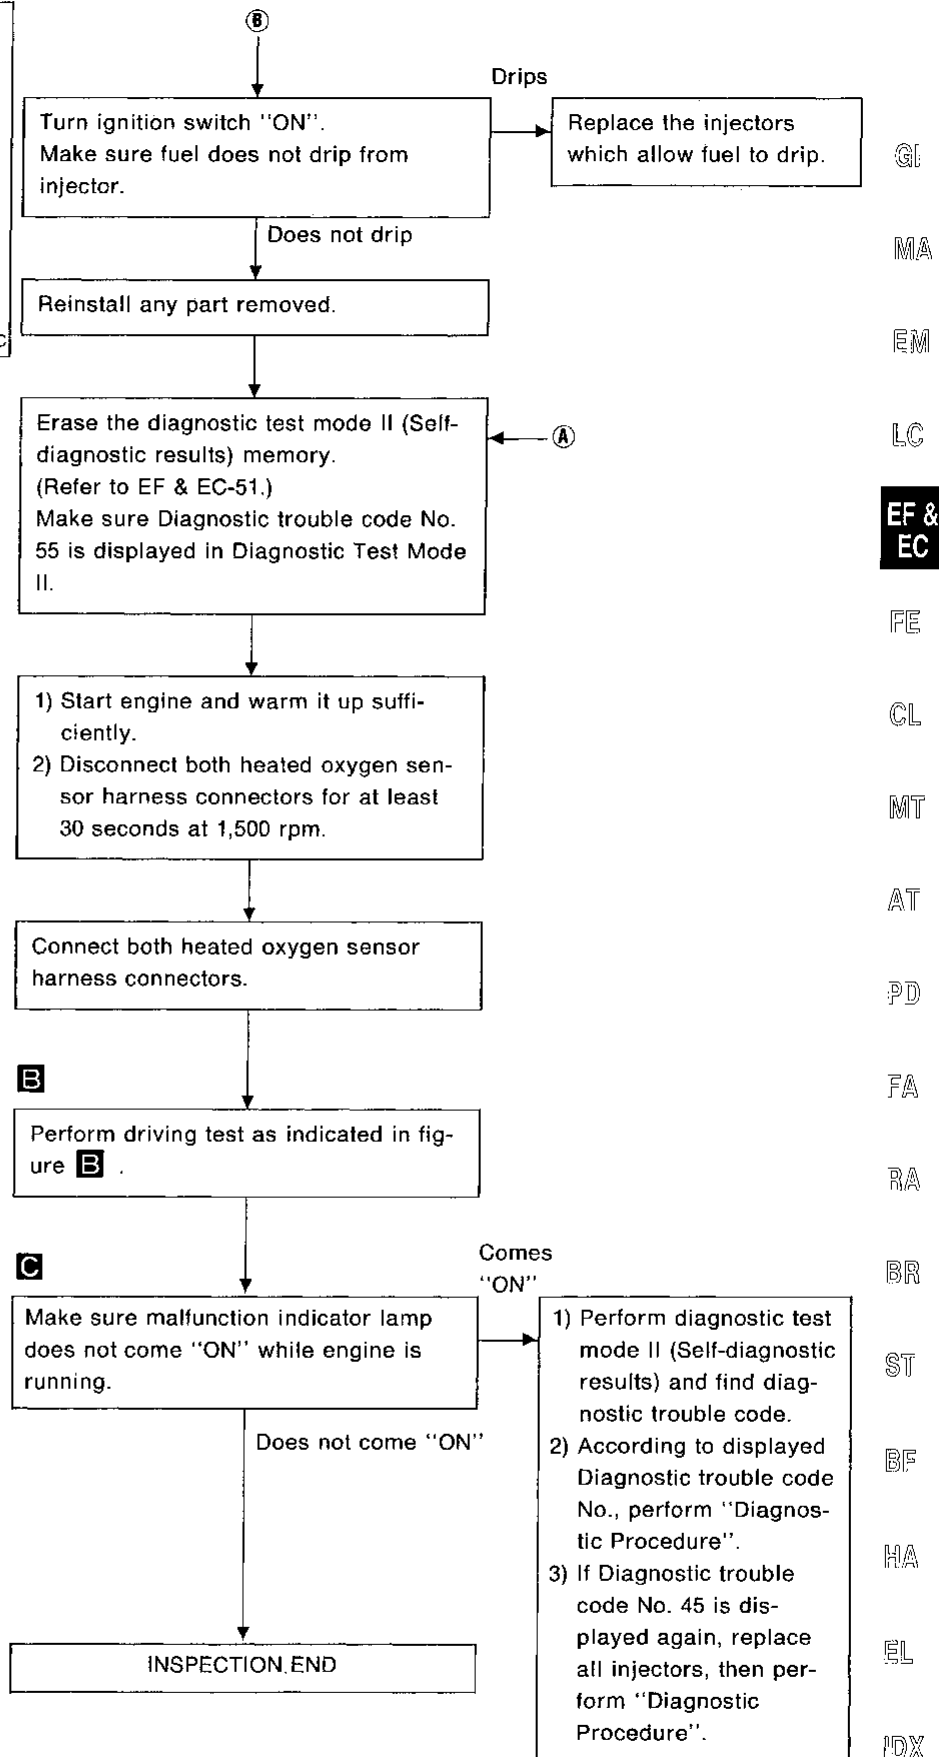 B
Drips
Turn ignition switch "ON".
Make sure fuel does not drip from
injector.
Replace the injectors
which allow fuel to drip.
Does not drip
Reinstall any part removed.
Erase the diagnostic test mode II (Self-
diagnostic results) memory.
(Refer to EF & EC-51.)
Make sure Diagnostic trouble code No.
55 is displayed in Diagnostic Test Mode
II.
A
1) Start engine and warm it up suffi-
ciently.
2) Disconnect both heated oxygen sen-
sor harness connectors for at least
30 seconds at 1,500 rpm.
Connect both heated oxygen sensor
harness connectors.
B
Perform driving test as indicated in fig-
ure B .
C
Make sure malfunction indicator lamp
does not come "ON" while engine is
running.
Comes
"ON"
1) Perform diagnostic test
mode II (Self-diagnostic
results) and find diag-
nostic trouble code.
2) According to displayed
Diagnostic trouble code
No., perform "Diagnos-
tic Procedure".
3) If Diagnostic trouble
code No. 45 is dis-
played again, replace
all injectors, then per-
form "Diagnostic
Procedure".
Does not come "ON"
INSPECTION END
GI
MA
EM
LC
EF &
EC
FE
CL
MT
AT
PD
FA
RA
BR
ST
BF
HA
EL
IDX